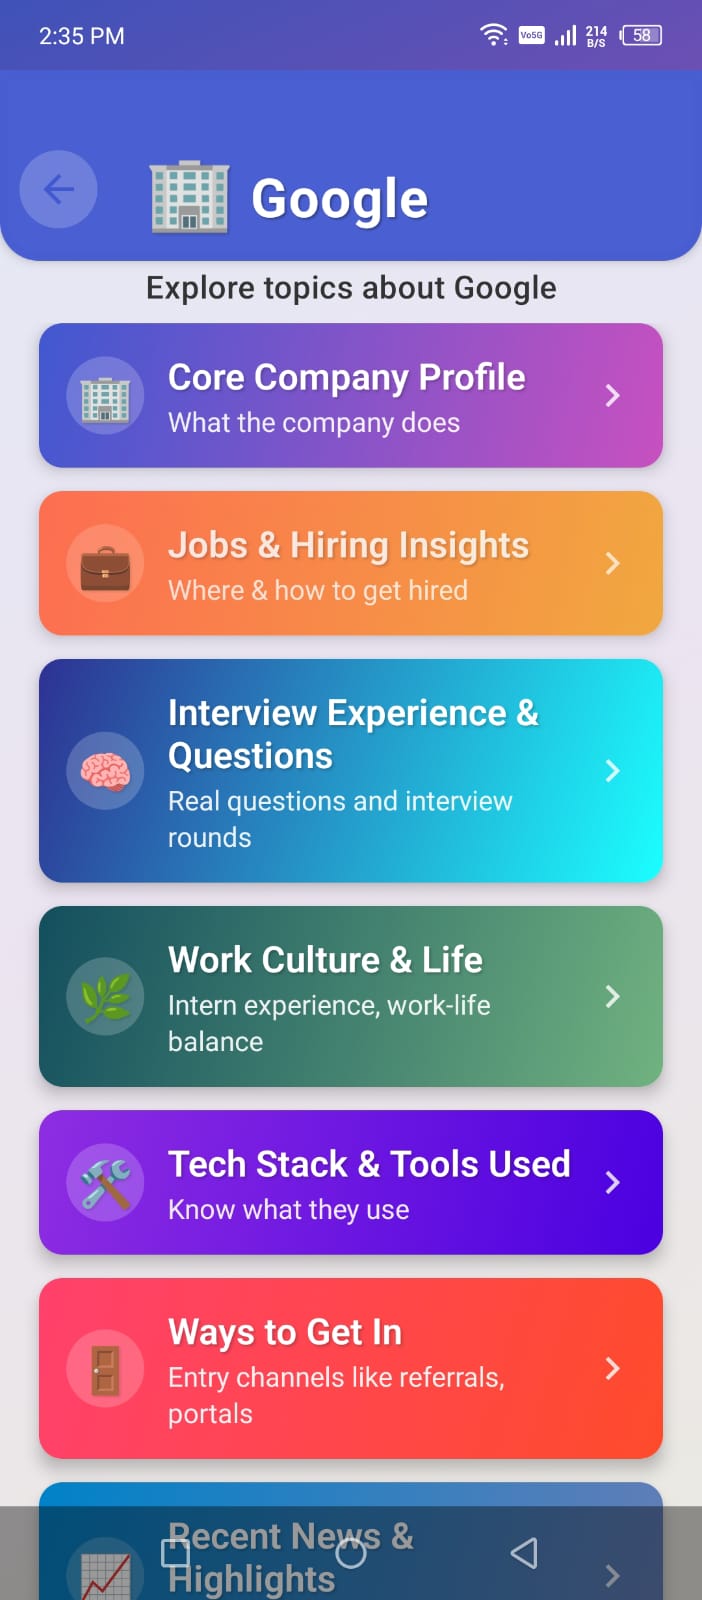 2:35 PM
Vo5G
214
B/S
58
Google
Explore topics about Google
Core Company Profile
What the company does
Jobs & Hiring Insights
Where & how to get hired
Interview Experience &
Questions
Real questions and interview
rounds
Work Culture & Life
Intern experience, work-life
balance
Tech Stack & Tools Used
Know what they use
Ways to Get In
Entry channels like referrals,
portals
Recent News &
Highlights